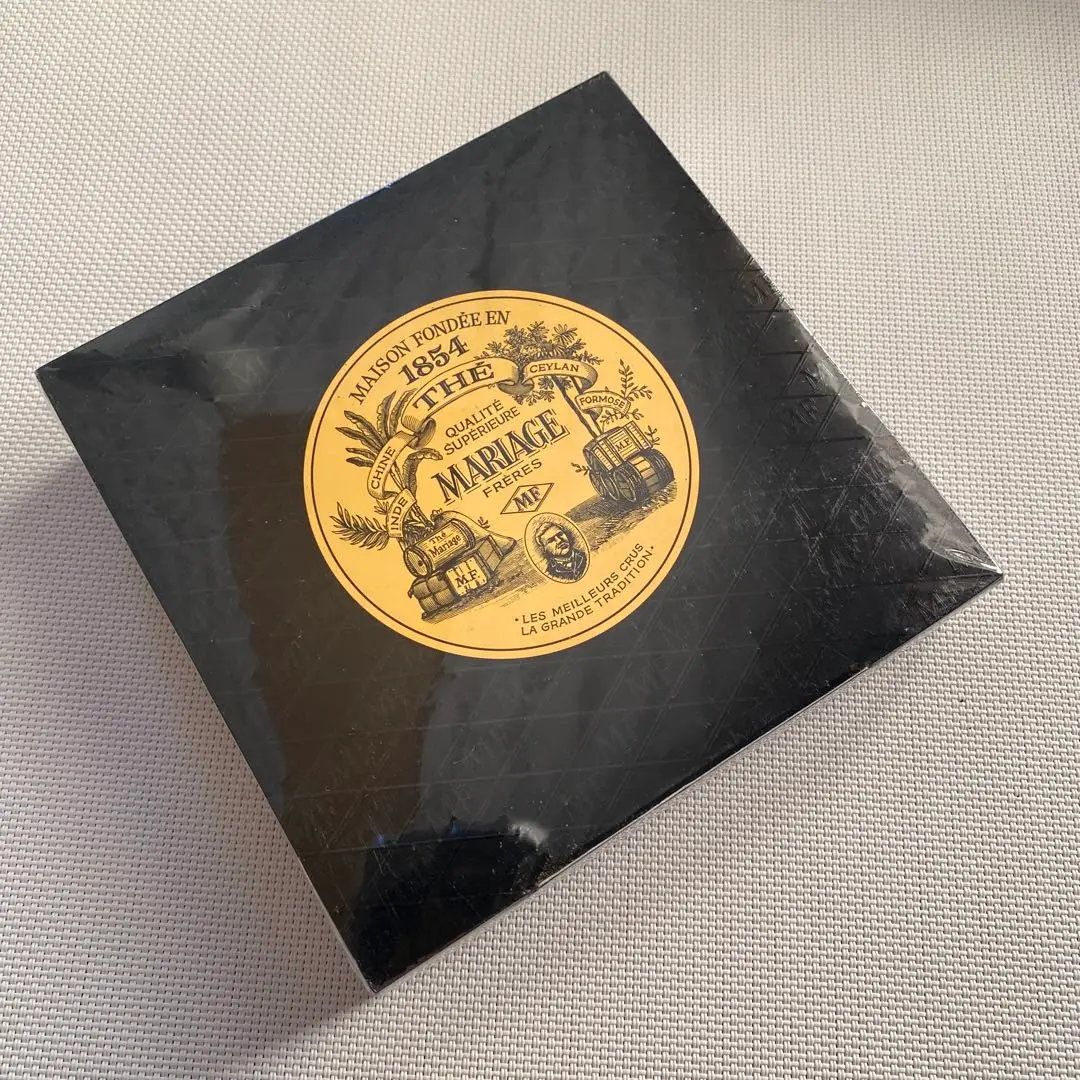 MAISON FONDÉE EN
1854
THÉ
CEYLAN
FORMOSE
CHINE
INDE
QUALITÉ
SUPÉRIEURE
MARIAGE
FRÈRES
MF
M.F
Thé
Mariage
M.F
•LES MEILLEURS CRUS
LA GRANDE TRADITION•